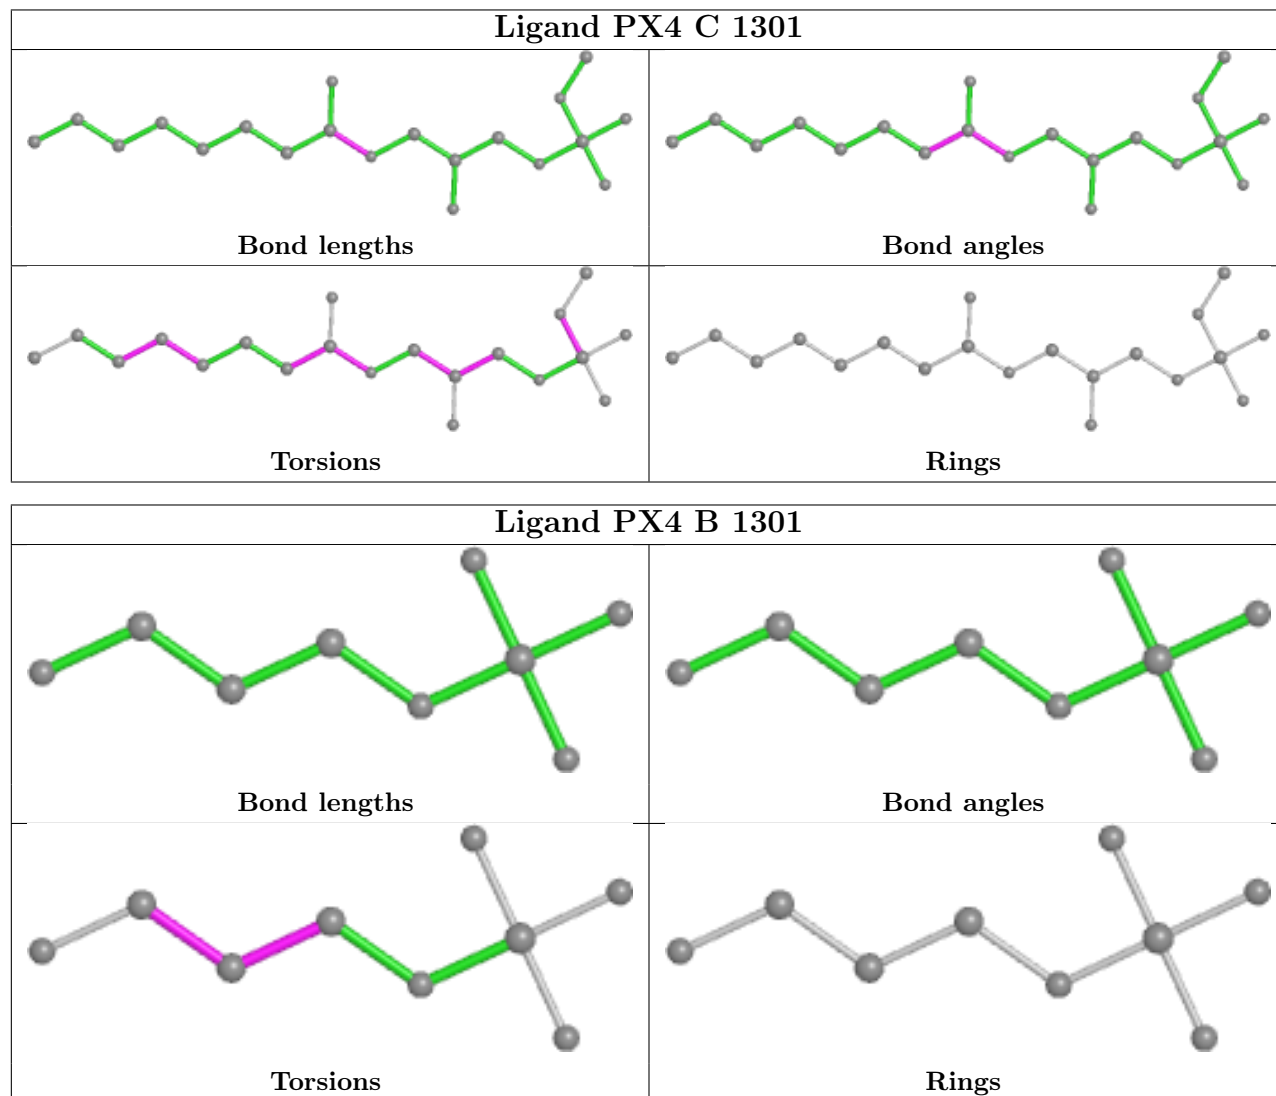 Ligand PX4 C 1301
Bond lengths
Bond angles
Torsions
Rings
Ligand PX4 B 1301
Bond lengths
Bond angles
Torsions
Rings